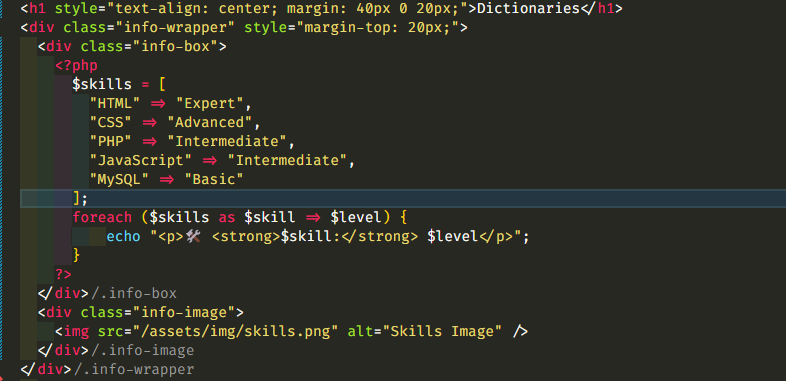 <h1 style="text-align: center; margin: 40px 0 20px;">Dictionaries</h1>
<div class="info-wrapper" style="margin-top: 20px;">
<div class="info-box">
<?php
$skills = [
"HTML" => "Expert",
"CSS" => "Advanced",
"PHP" => "Intermediate",
"JavaScript" => "Intermediate",
"MySQL" => "Basic"
];
foreach ($skills as $skill => $level) {
echo "<p>🛠 <strong>$skill:</strong> $level</p>";
}
?>
</div>/.info-box
<div class="info-image">
<img src="/assets/img/skills.png" alt="Skills Image" />
</div>/.info-image
</div>/.info-wrapper